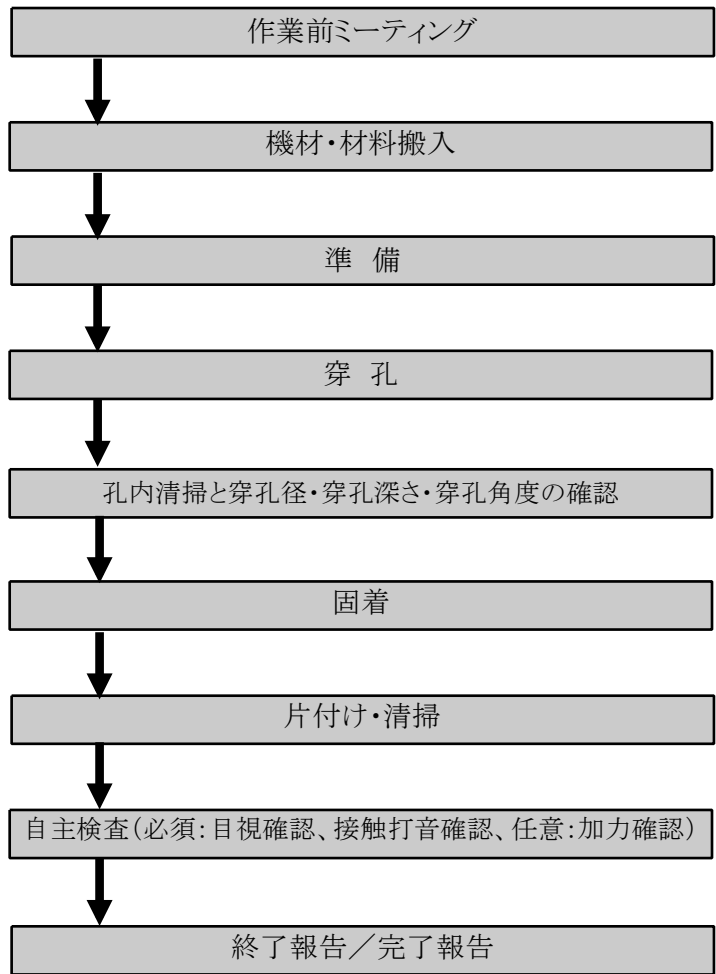 作業前ミーティング
機材・材料搬入
準 備
穿 孔
孔内清掃と穿孔径・穿孔深さ・穿孔角度の確認
固着
片付け・清掃
自主検査(必須:目視確認、接触打音確認、任意:加力確認)
終了報告/完了報告